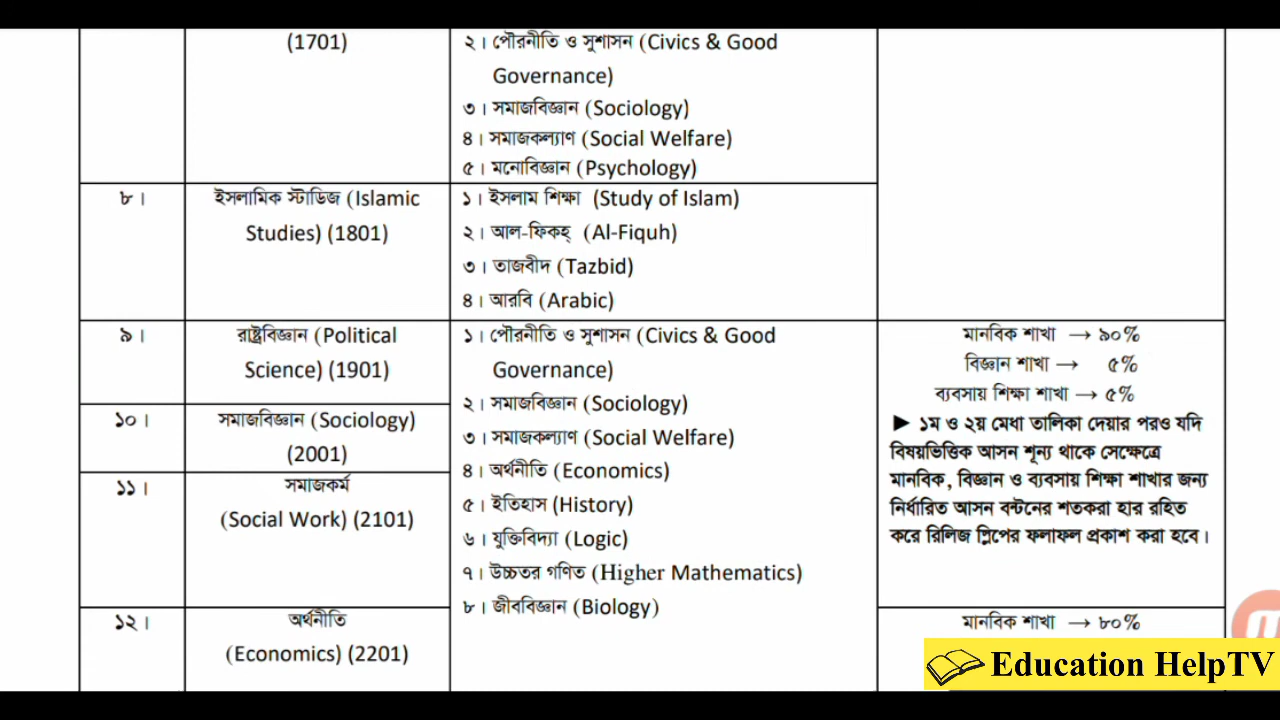 (1701)
২। পৌরনীতি ও সুশাসন (Civics & Good
Governance)
৩। সমাজবিজ্ঞান (Sociology)
৪। সমাজকল্যাণ (Social Welfare)
৫। মনোবিজ্ঞান (Psychology)
৮।
ইসলামিক স্টাডিজ (Islamic
Studies) (1801)
১। ইসলাম শিক্ষা (Study of Islam)
২। আল-ফিকহ্ (Al-Fiquh)
৩। তাজবীদ (Tazbid)
৪। আরবি (Arabic)
৯।
রাষ্ট্রবিজ্ঞান (Political
Science) (1901)
১০।
সমাজবিজ্ঞান (Sociology)
(2001)
১১।
সমাজকর্ম
(Social Work) (2101)
১২।
অর্থনীতি
(Economics) (2201)
১। পৌরনীতি ও সুশাসন (Civics & Good
Governance)
২। সমাজবিজ্ঞান (Sociology)
৩। সমাজকল্যাণ (Social Welfare)
৪। অর্থনীতি (Economics)
৫। ইতিহাস (History)
৬। যুক্তিবিদ্যা (Logic)
৭। উচ্চতর গণিত (Higher Mathematics)
৮। জীববিজ্ঞান (Biology)
মানবিক শাখা → ৯০%
বিজ্ঞান শাখা → ৫%
ব্যবসায় শিক্ষা শাখা → ৫%
► ১ম ও ২য় মেধা তালিকা দেয়ার পরও যদি
বিষয়ভিত্তিক আসন শূন্য থাকে সেক্ষেত্রে
মানবিক, বিজ্ঞান ও ব্যবসায় শিক্ষা শাখার জন্য
নির্ধারিত আসন বন্টনের শতকরা হার রহিত
করে রিলিজ স্লিপের ফলাফল প্রকাশ করা হবে।
মানবিক শাখা → ৮০%
Education HelpTV